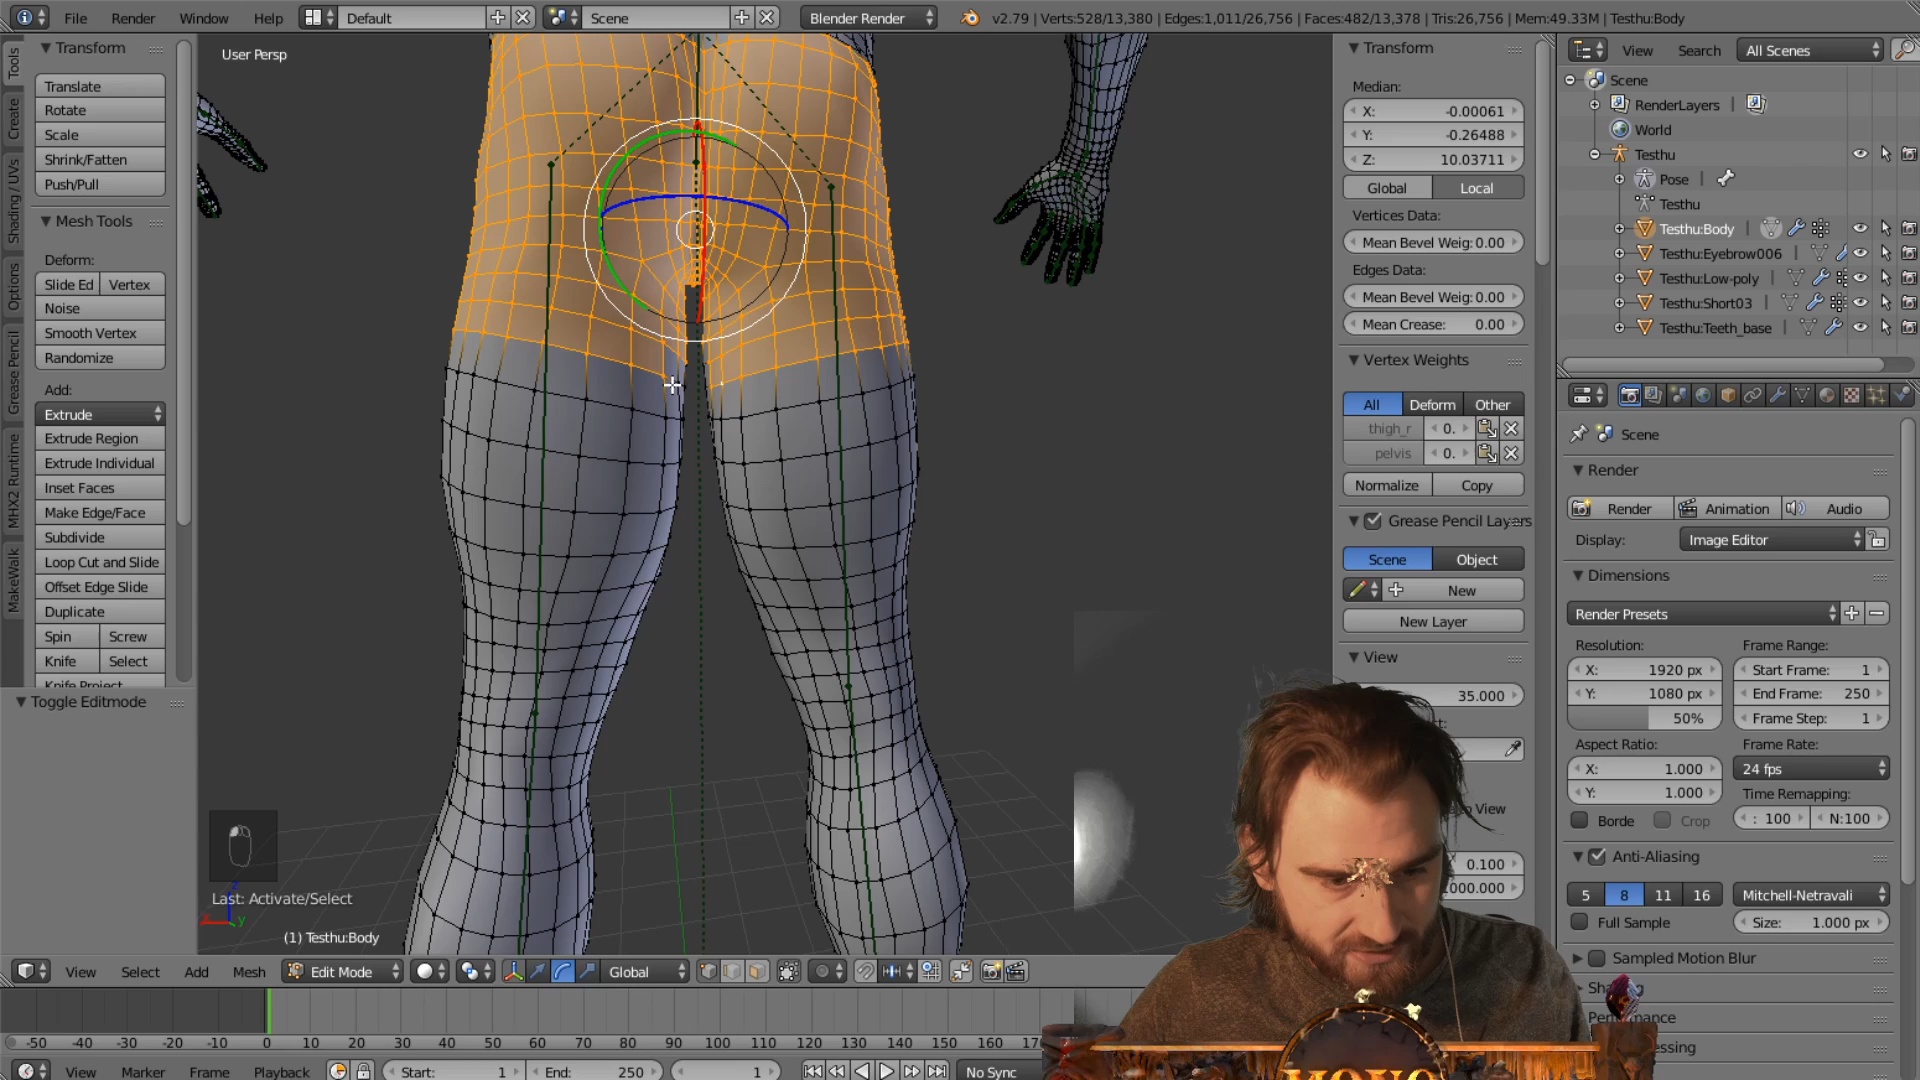 File Render Window Help Default Scene Blender Render v2.79 | Verts:528/13,380 | Edges:1,011/26,756 | Faces:482/13,378 | Tris:26,756 | Mem:49.33M | Testhu:Body
Tools
Create
Shading / UVs
Options
Grease Pencil
MHX2 Runtime
MakeWalk
Transform
Translate
Rotate
Scale
Shrink/Fatten
Push/Pull
Mesh Tools
Deform:
Slide Ed Vertex
Noise
Smooth Vertex
Randomize
Add:
Extrude
Extrude Region
Extrude Individual
Inset Faces
Make Edge/Face
Subdivide
Loop Cut and Slide
Offset Edge Slide
Duplicate
Spin Screw
Knife Select
Knife Project
Toggle Editmode
User Persp
Last: Activate/Select
(1) Testhu:Body
View Select Add Mesh Edit Mode Global
-50 -40 -30 -20 -10 0 10 20 30 40 50 60 70 80 90 100 110 120 130 140 150 160
View Marker Frame Playback Start: 1 End: 250 1 No Sync
Transform
Median:
X: -0.00061
Y: -0.26488
Z: 10.03711
Global Local
Vertices Data:
Mean Bevel Weig: 0.00
Edges Data:
Mean Bevel Weig: 0.00
Mean Crease: 0.00
Vertex Weights
All Deform Other
thigh_r 0.
pelvis 0.
Normalize Copy
Grease Pencil Layers
Scene Object
New
New Layer
View
35.000
View
0.100
000.000
View Search All Scenes
Scene
RenderLayers
World
Testhu
Pose
Testhu
Testhu:Body
Testhu:Eyebrow006
Testhu:Low-poly
Testhu:Short03
Testhu:Teeth_base
Scene
Render
Render Animation Audio
Display: Image Editor
Dimensions
Render Presets
Resolution: Frame Range:
X: 1920 px Start Frame: 1
Y: 1080 px End Frame: 250
50% Frame Step: 1
Aspect Ratio: Frame Rate:
X: 1.000 24 fps
Y: 1.000 Time Remapping:
Borde Crop : 100 N:100
Anti-Aliasing
5 8 11 16 Mitchell-Netravali
Full Sample Size: 1.000 px
Sampled Motion Blur